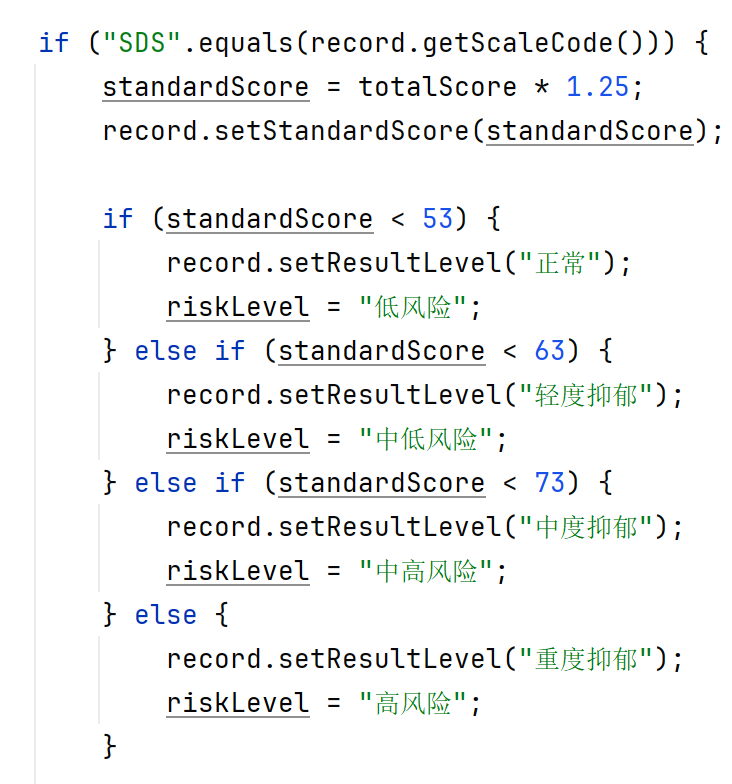 if ("SDS".equals(record.getScaleCode())) {
standardScore = totalScore * 1.25;
record.setStandardScore(standardScore);
if (standardScore < 53) {
record.setResultLevel("正常");
riskLevel = "低风险";
} else if (standardScore < 63) {
record.setResultLevel("轻度抑郁");
riskLevel = "中低风险";
} else if (standardScore < 73) {
record.setResultLevel("中度抑郁");
riskLevel = "中高风险";
} else {
record.setResultLevel("重度抑郁");
riskLevel = "高风险";
}